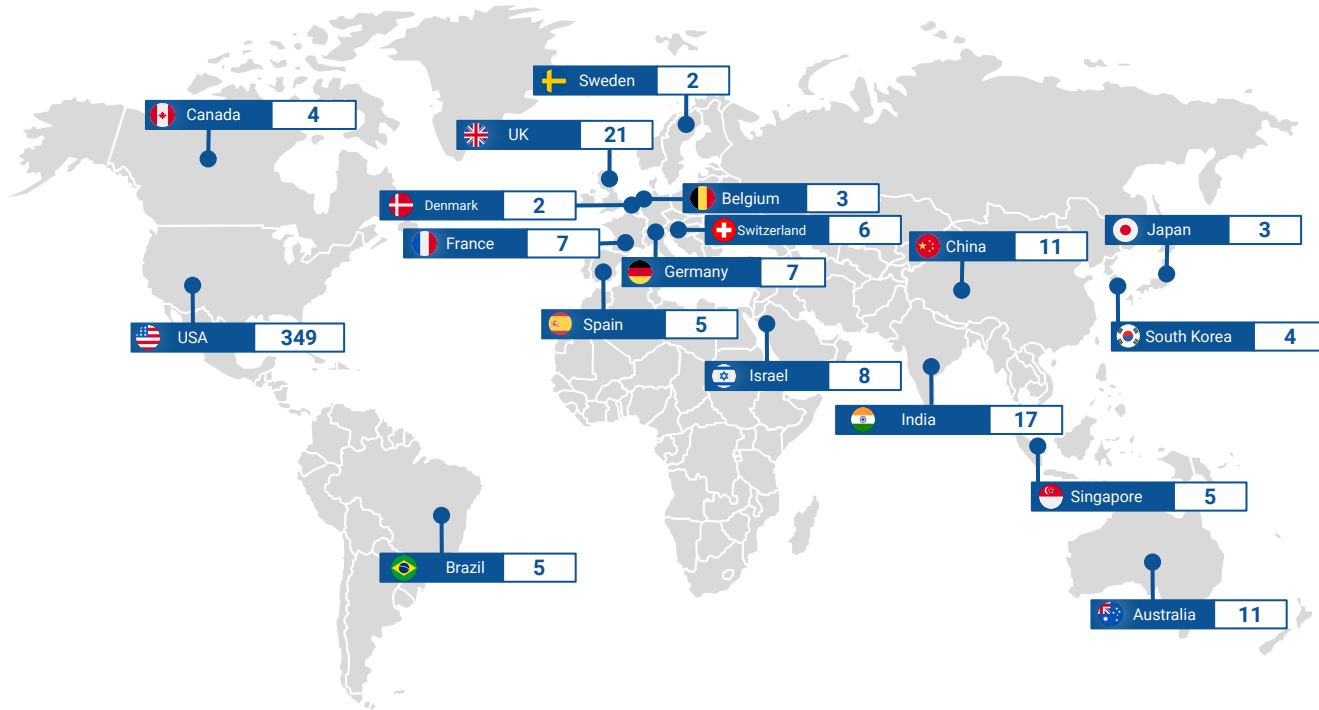 Sweden 2
Canada 4
UK 21
Belgium 3
Denmark 2
Switzerland 6
Japan 3
France 7
China 11
Germany 7
Spain 5
USA 349
South Korea 4
Israel 8
India 17
Singapore 5
Brazil 5
Australia 11